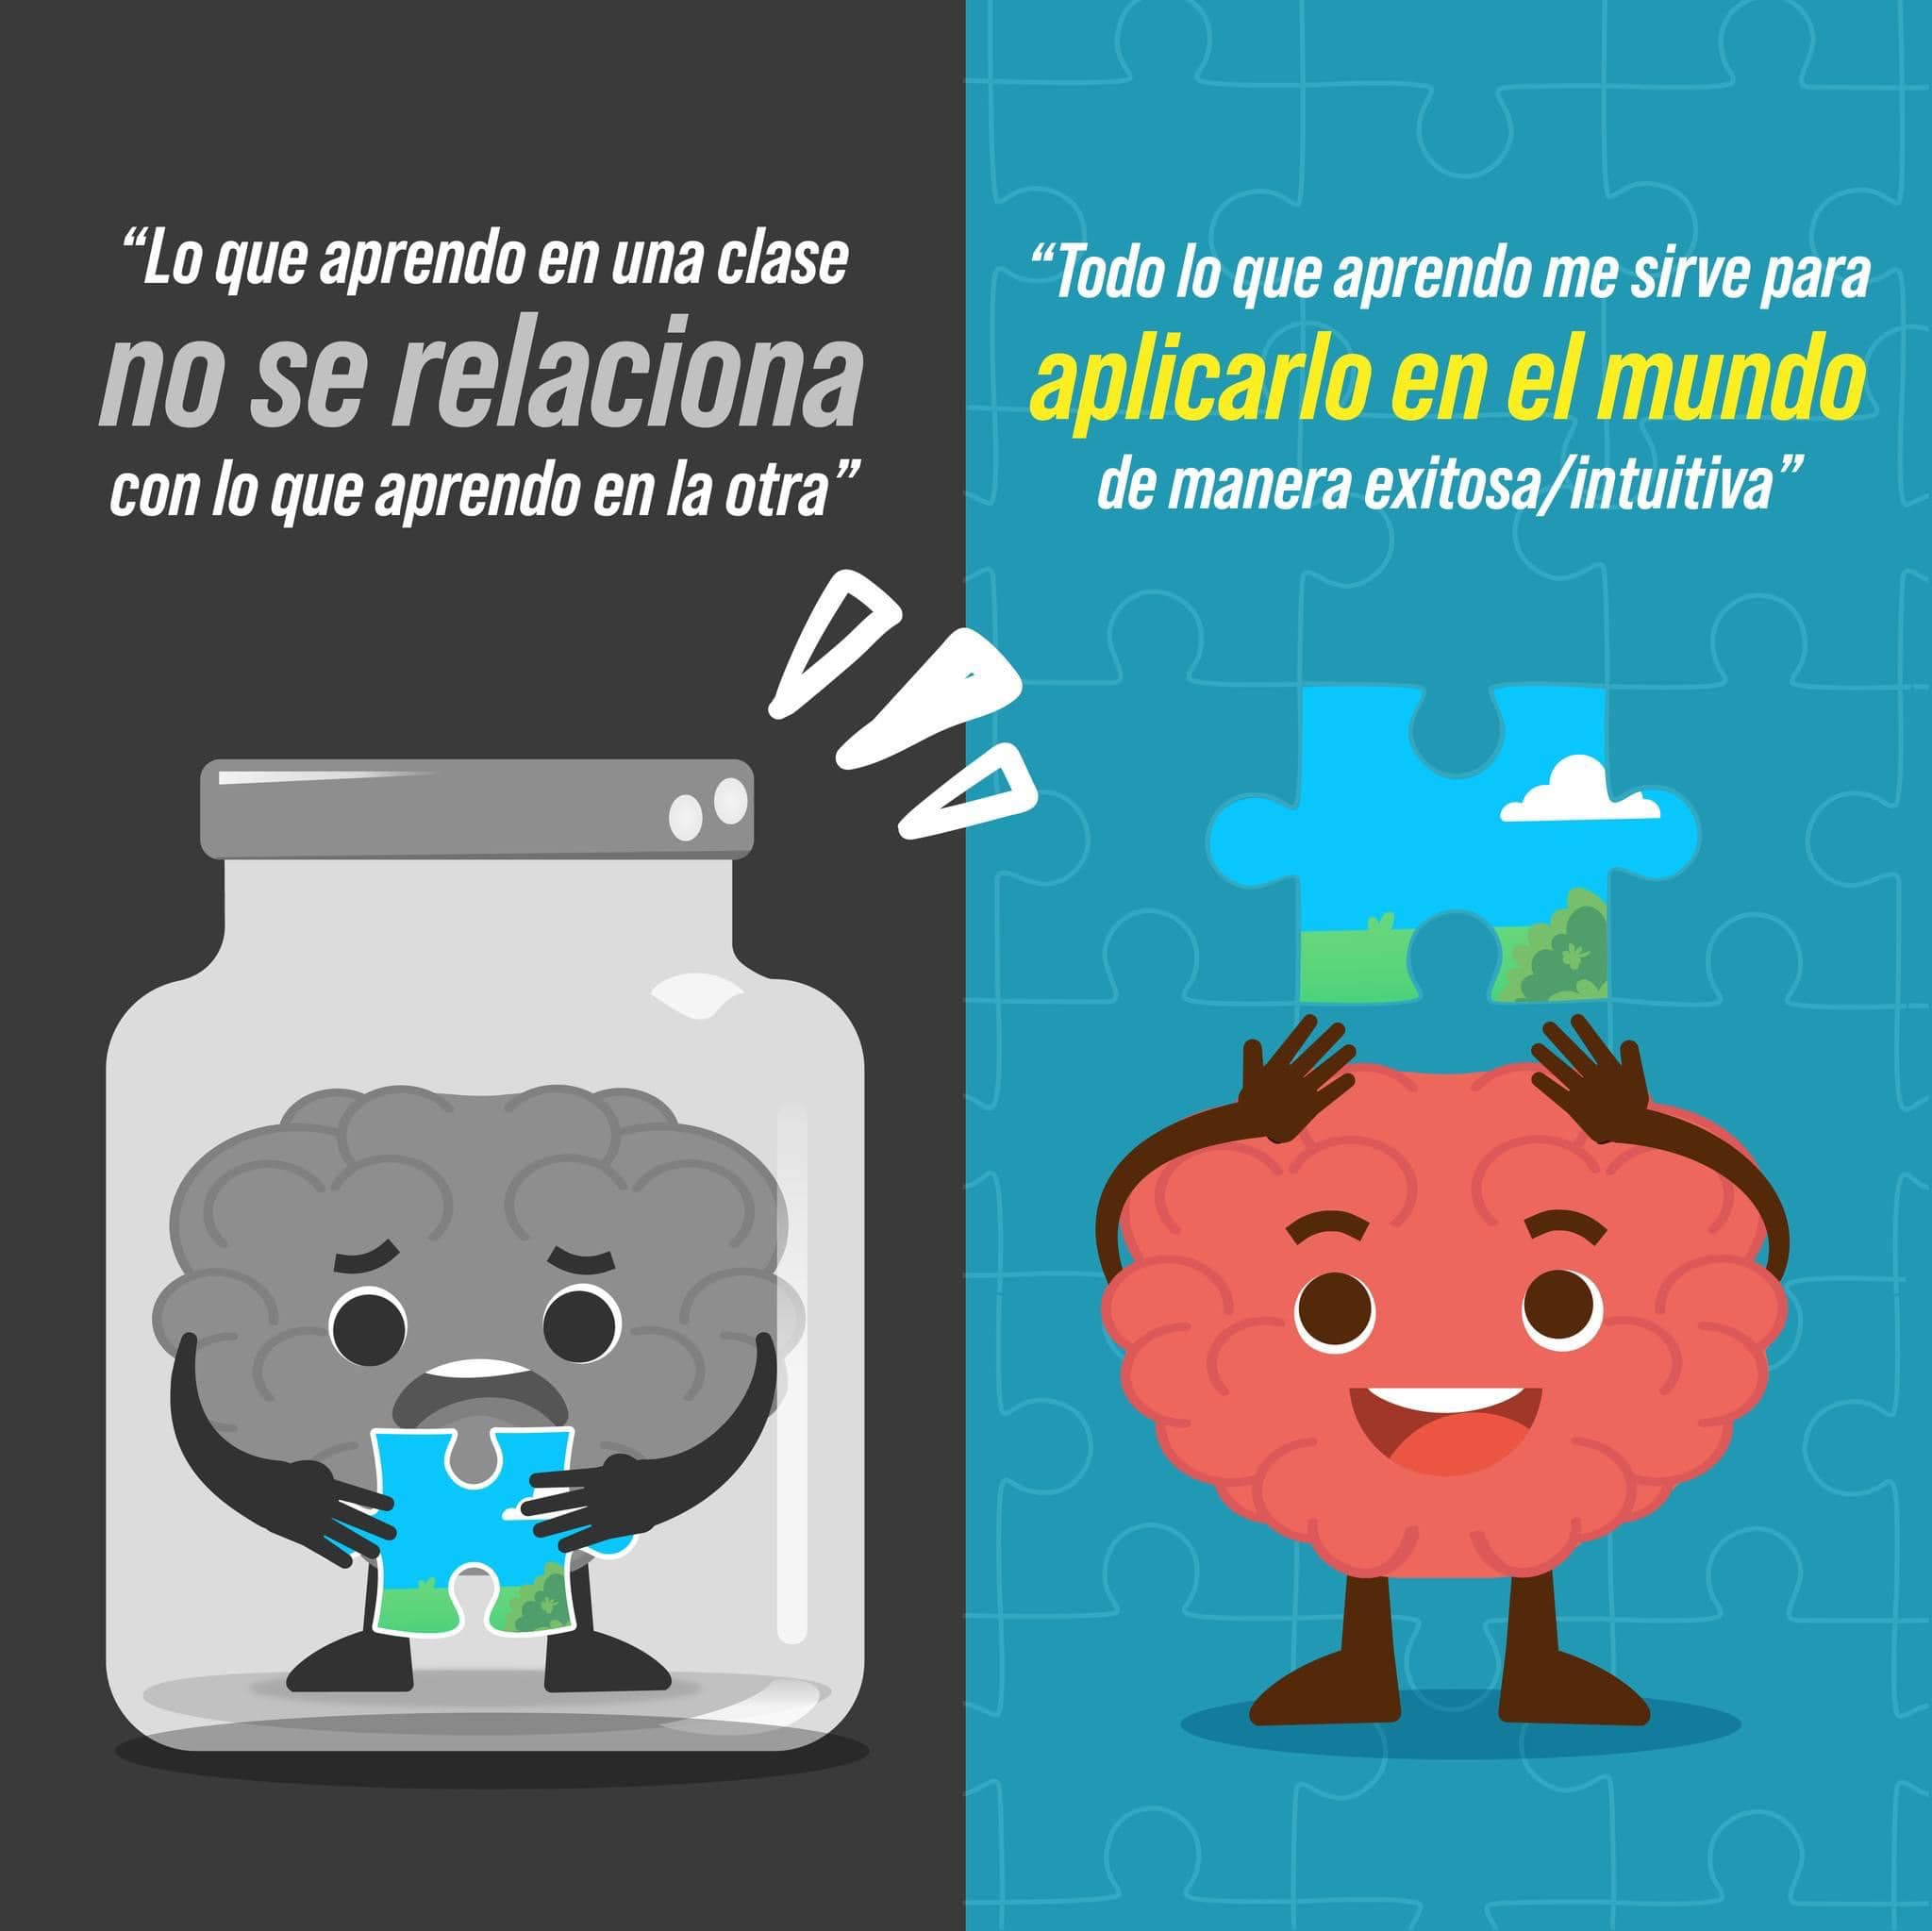 “Lo que aprendo en una clase
no se relaciona
con lo que aprendo en la otra”
“Todo lo que aprendo me sirve para
aplicarlo en el mundo
de manera exitosa/intuitiva”